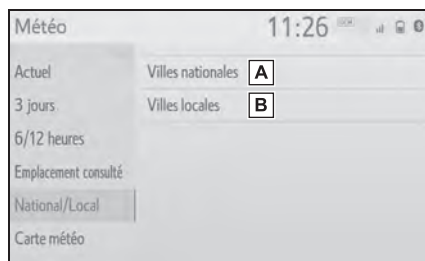 Météo 11:26
Actuel
3 jours
6/12 heures
Emplacement consulté
National/Local
Carte météo
Villes nationales A
Villes locales B